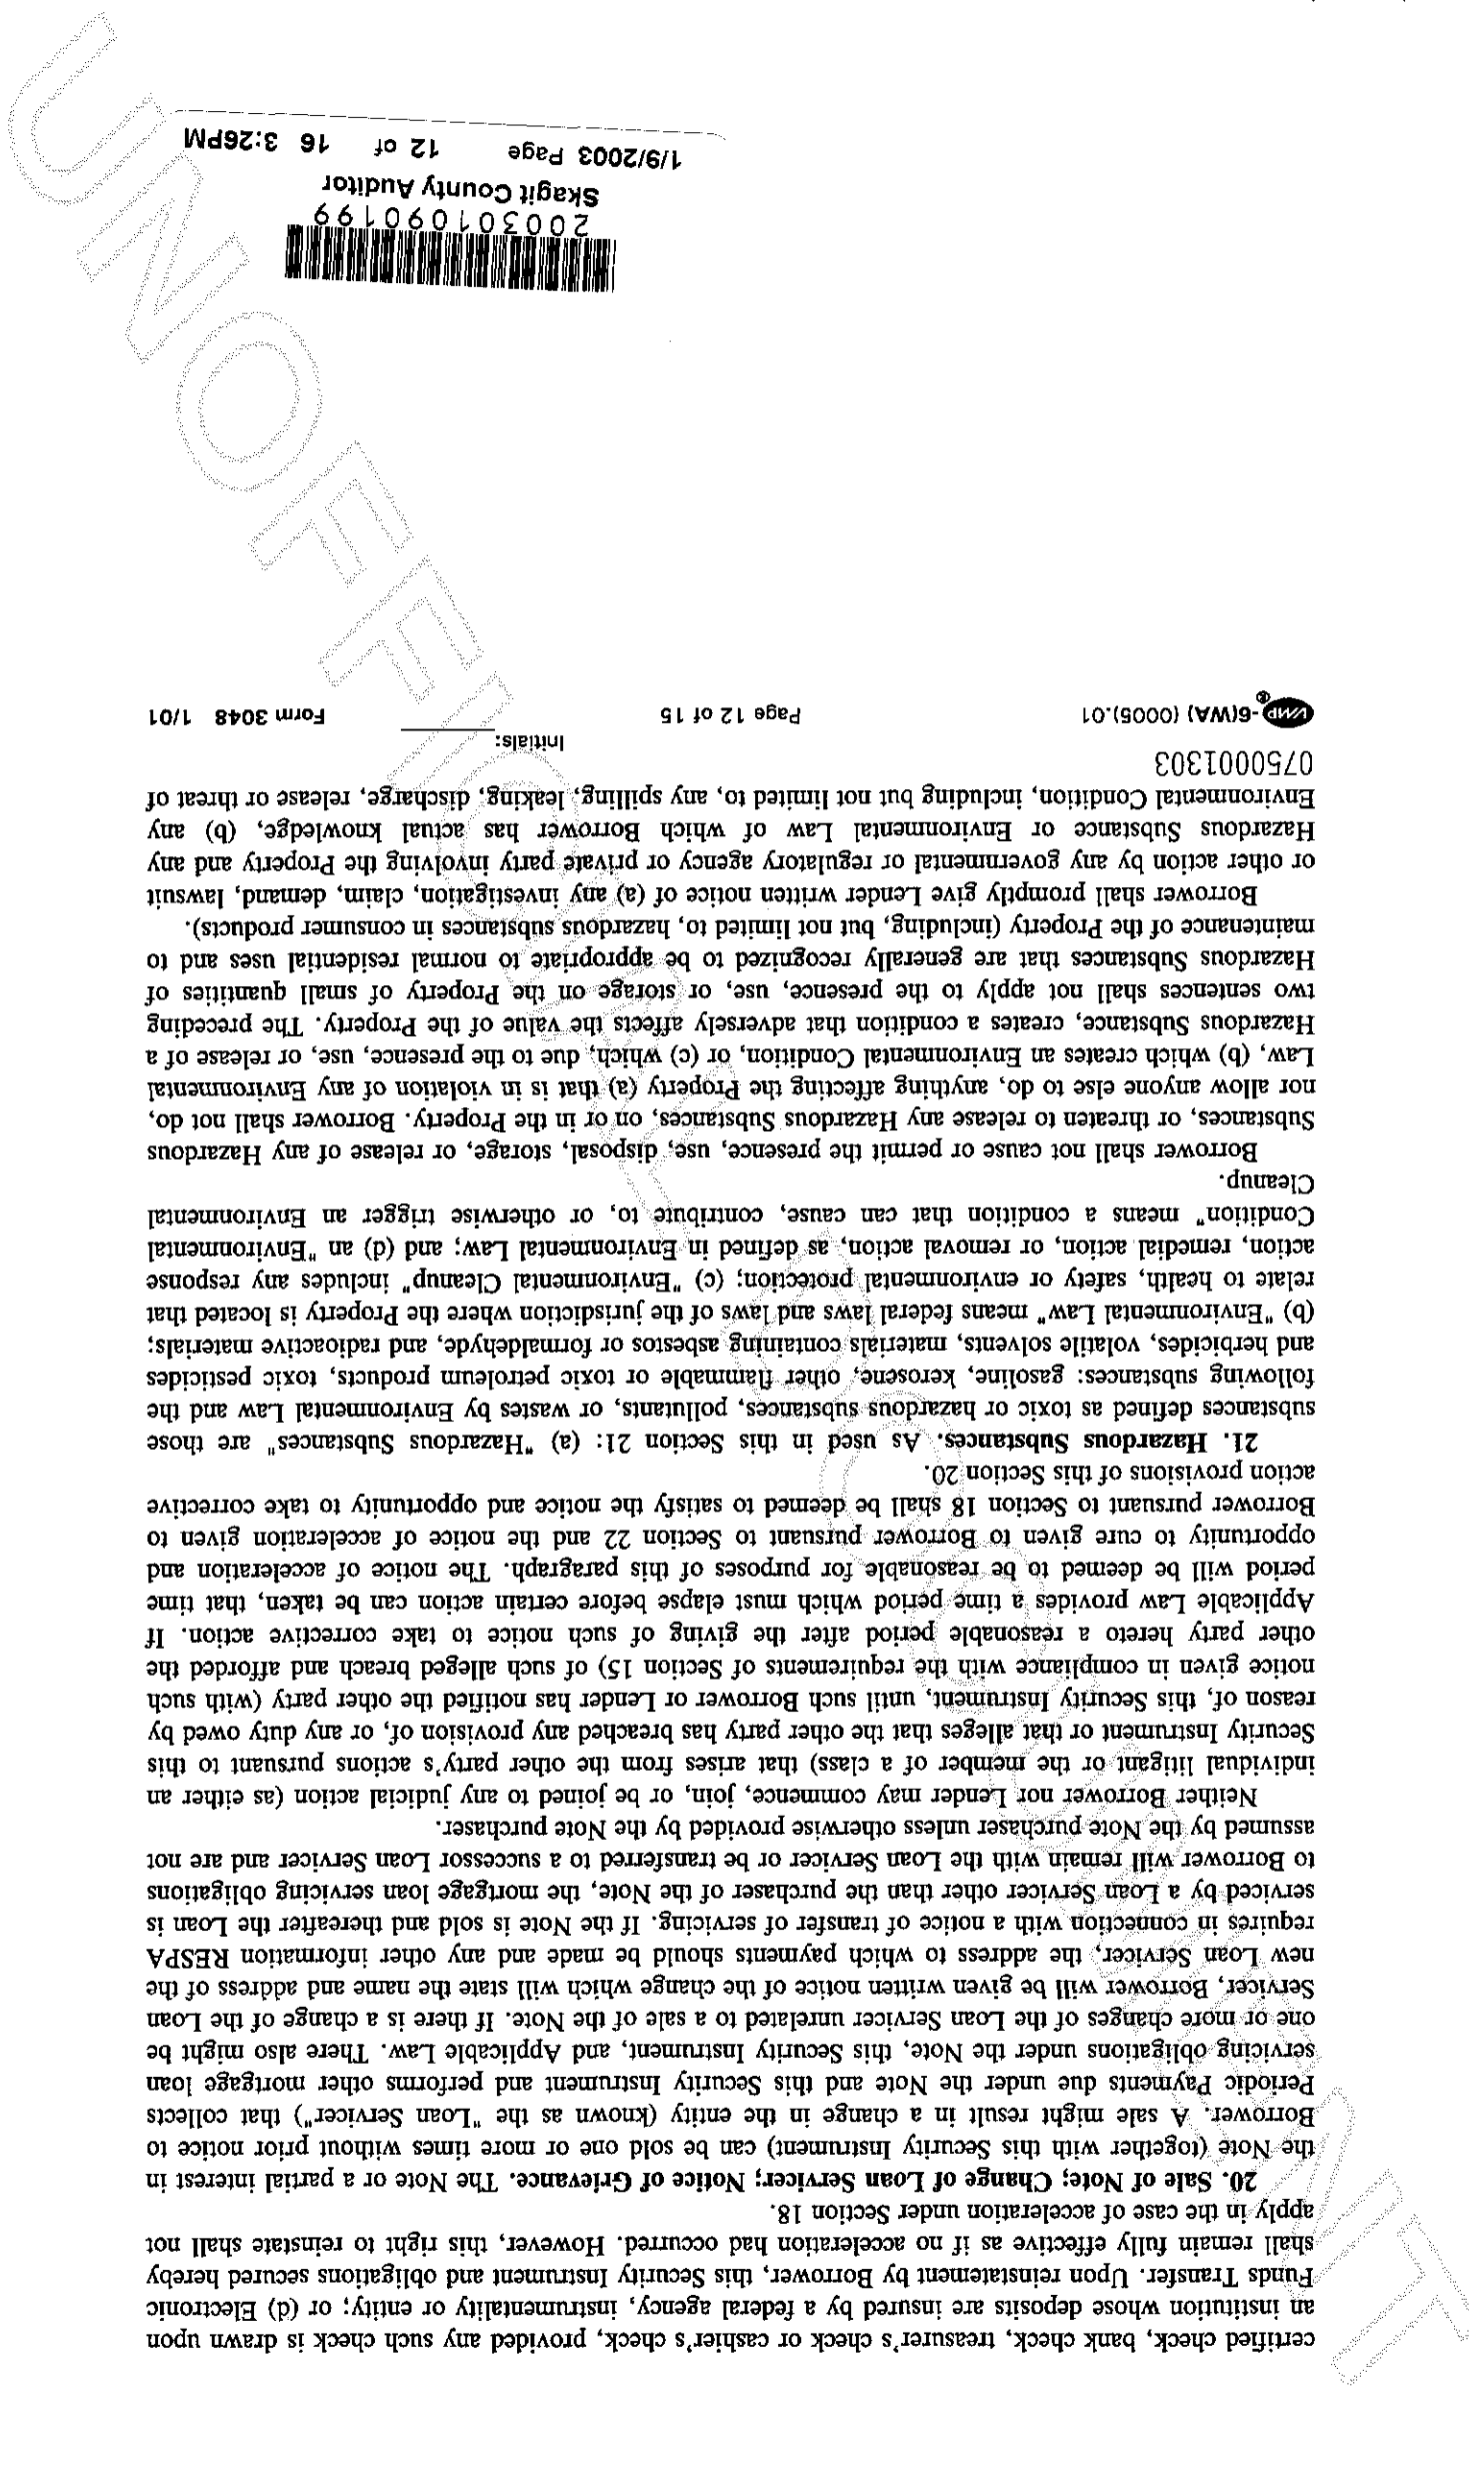 certified check, bank check, treasurer's check or cashier's check, provided any such check is drawn upon
an institution whose deposits are insured by a federal agency, instrumentality or entity; or (d) Electronic
Funds Transfer. Upon reinstatement by Borrower, this Security Instrument and obligations secured hereby
shall remain fully effective as if no acceleration had occurred. However, this right to reinstate shall not
apply in the case of acceleration under Section 18.
20. Sale of Note; Change of Loan Servicer; Notice of Grievance. The Note or a partial interest in
the Note (together with this Security Instrument) can be sold one or more times without prior notice to
Borrower. A sale might result in a change in the entity (known as the "Loan Servicer") that collects
Periodic Payments due under the Note and this Security Instrument and performs other mortgage loan
servicing obligations under the Note, this Security Instrument, and Applicable Law. There also might be
one or more changes of the Loan Servicer unrelated to a sale of the Note. If there is a change of the Loan
Servicer, Borrower will be given written notice of the change which will state the name and address of the
new Loan Servicer, the address to which payments should be made and any other information RESPA
requires in connection with a notice of transfer of servicing. If the Note is sold and thereafter the Loan is
serviced by a Loan Servicer other than the purchaser of the Note, the mortgage loan servicing obligations
to Borrower will remain with the Loan Servicer or be transferred to a successor Loan Servicer and are not
assumed by the Note purchaser unless otherwise provided by the Note purchaser.
Neither Borrower nor Lender may commence, join, or be joined to any judicial action (as either an
individual litigant or the member of a class) that arises from the other party's actions pursuant to this
Security Instrument or that alleges that the other party has breached any provision of, or any duty owed by
reason of, this Security Instrument, until such Borrower or Lender has notified the other party (with such
notice given in compliance with the requirements of Section 15) of such alleged breach and afforded the
other party hereto a reasonable period after the giving of such notice to take corrective action. If
Applicable Law provides a time period which must elapse before certain action can be taken, that time
period will be deemed to be reasonable for purposes of this paragraph. The notice of acceleration and
opportunity to cure given to Borrower pursuant to Section 22 and the notice of acceleration given to
Borrower pursuant to Section 18 shall be deemed to satisfy the notice and opportunity to take corrective
action provisions of this Section 20.
21. Hazardous Substances. As used in this Section 21: (a) "Hazardous Substances" are those
substances defined as toxic or hazardous substances, pollutants, or wastes by Environmental Law and the
following substances: gasoline, kerosene, other flammable or toxic petroleum products, toxic pesticides
and herbicides, volatile solvents, materials containing asbestos or formaldehyde, and radioactive materials;
(b) "Environmental Law" means federal laws and laws of the jurisdiction where the Property is located that
relate to health, safety or environmental protection; (c) "Environmental Cleanup" includes any response
action, remedial action, or removal action, as defined in Environmental Law; and (d) an "Environmental
Condition" means a condition that can cause, contribute to, or otherwise trigger an Environmental
Cleanup.
Borrower shall not cause or permit the presence, use, disposal, storage, or release of any Hazardous
Substances, or threaten to release any Hazardous Substances, on or in the Property. Borrower shall not do,
nor allow anyone else to do, anything affecting the Property (a) that is in violation of any Environmental
Law, (b) which creates an Environmental Condition, or (c) which, due to the presence, use, or release of a
Hazardous Substance, creates a condition that adversely affects the value of the Property. The preceding
two sentences shall not apply to the presence, use, or storage on the Property of small quantities of
Hazardous Substances that are generally recognized to be appropriate to normal residential uses and to
maintenance of the Property (including, but not limited to, hazardous substances in consumer products).
Borrower shall promptly give Lender written notice of (a) any investigation, claim, demand, lawsuit
or other action by any governmental or regulatory agency or private party involving the Property and any
Hazardous Substance or Environmental Law of which Borrower has actual knowledge, (b) any
Environmental Condition, including but not limited to, any spilling, leaking, discharge, release or threat of
0750001303
Initials:
VMP®-6(WA) (0005).01 Page 12 of 15 Form 3048 1/01
200301090199
Skagit County Auditor
1/9/2003 Page 12 of 16 3:26PM
UNOFFICIAL DOCUMENT